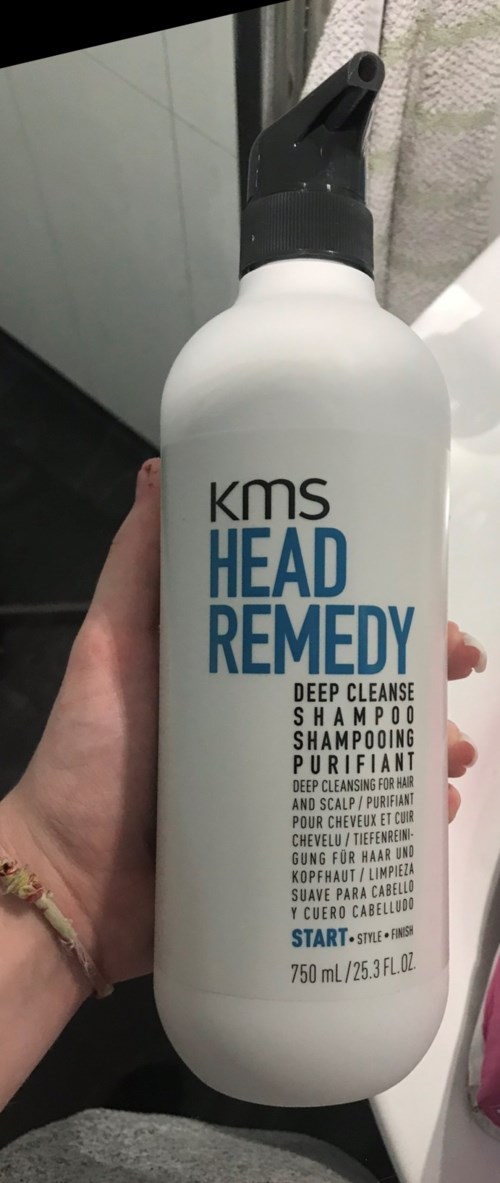 kms
HEAD
REMEDY
DEEP CLEANSE
SHAMPOO
SHAMPOOING
PURIFIANT
DEEP CLEANSING FOR HAIR
AND SCALP / PURIFIANT
POUR CHEVEUX ET CUIR
CHEVELU / TIEFENREINI-
GUNG FÜR HAAR UND
KOPFHAUT / LIMPIEZA
SUAVE PARA CABELLO
Y CUERO CABELLUDO
START • STYLE • FINISH
750 mL/25.3 FL.OZ.